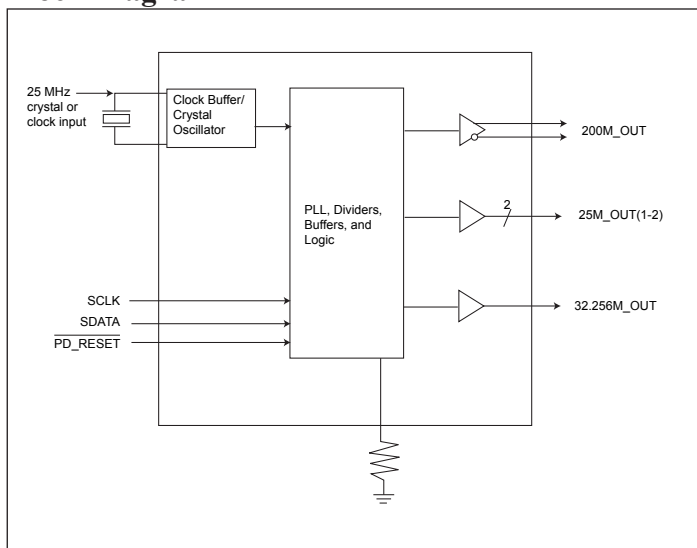 25 MHz
crystal or
clock input
Clock Buffer/
Crystal
Oscillator
PLL, Dividers,
Buffers, and
Logic
200M_OUT
2
25M_OUT(1-2)
32.256M_OUT
SCLK
SDATA
PD_RESET